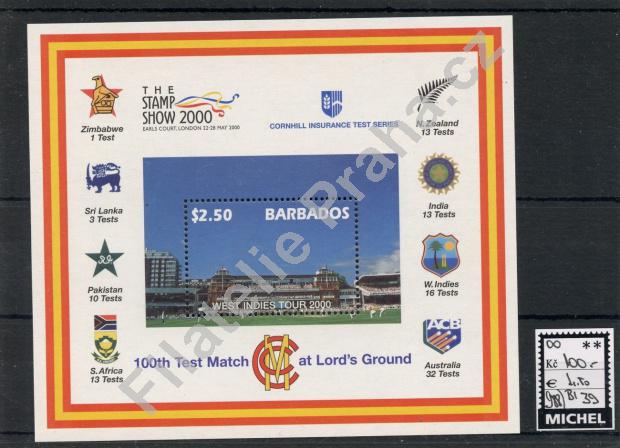 THE
STAMP
SHOW 2000
EARLS COURT, LONDON 22-28 MAY 2000
CORNHILL INSURANCE TEST SERIES
Zimbabwe
1 Test
N. Zealand
13 Tests
Sri Lanka
3 Tests
India
13 Tests
$2.50 BARBADOS
Pakistan
10 Tests
W. Indies
16 Tests
WEST INDIES TOUR 2000
S. Africa
13 Tests
ACB
Australia
32 Tests
100th Test Match MCC at Lord's Ground
Filatelie Praha.cz
00 **
Kč 100.-
€
Bl 39
MICHEL